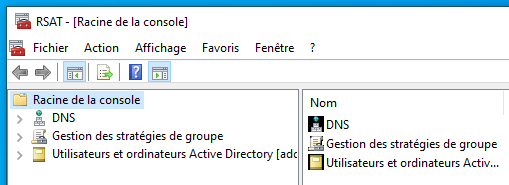 RSAT - [Racine de la console]
Fichier Action Affichage Favoris Fenêtre ?
Racine de la console
DNS
Gestion des stratégies de groupe
Utilisateurs et ordinateurs Active Directory [add
Nom
DNS
Gestion des stratégies de groupe
Utilisateurs et ordinateurs Activ...